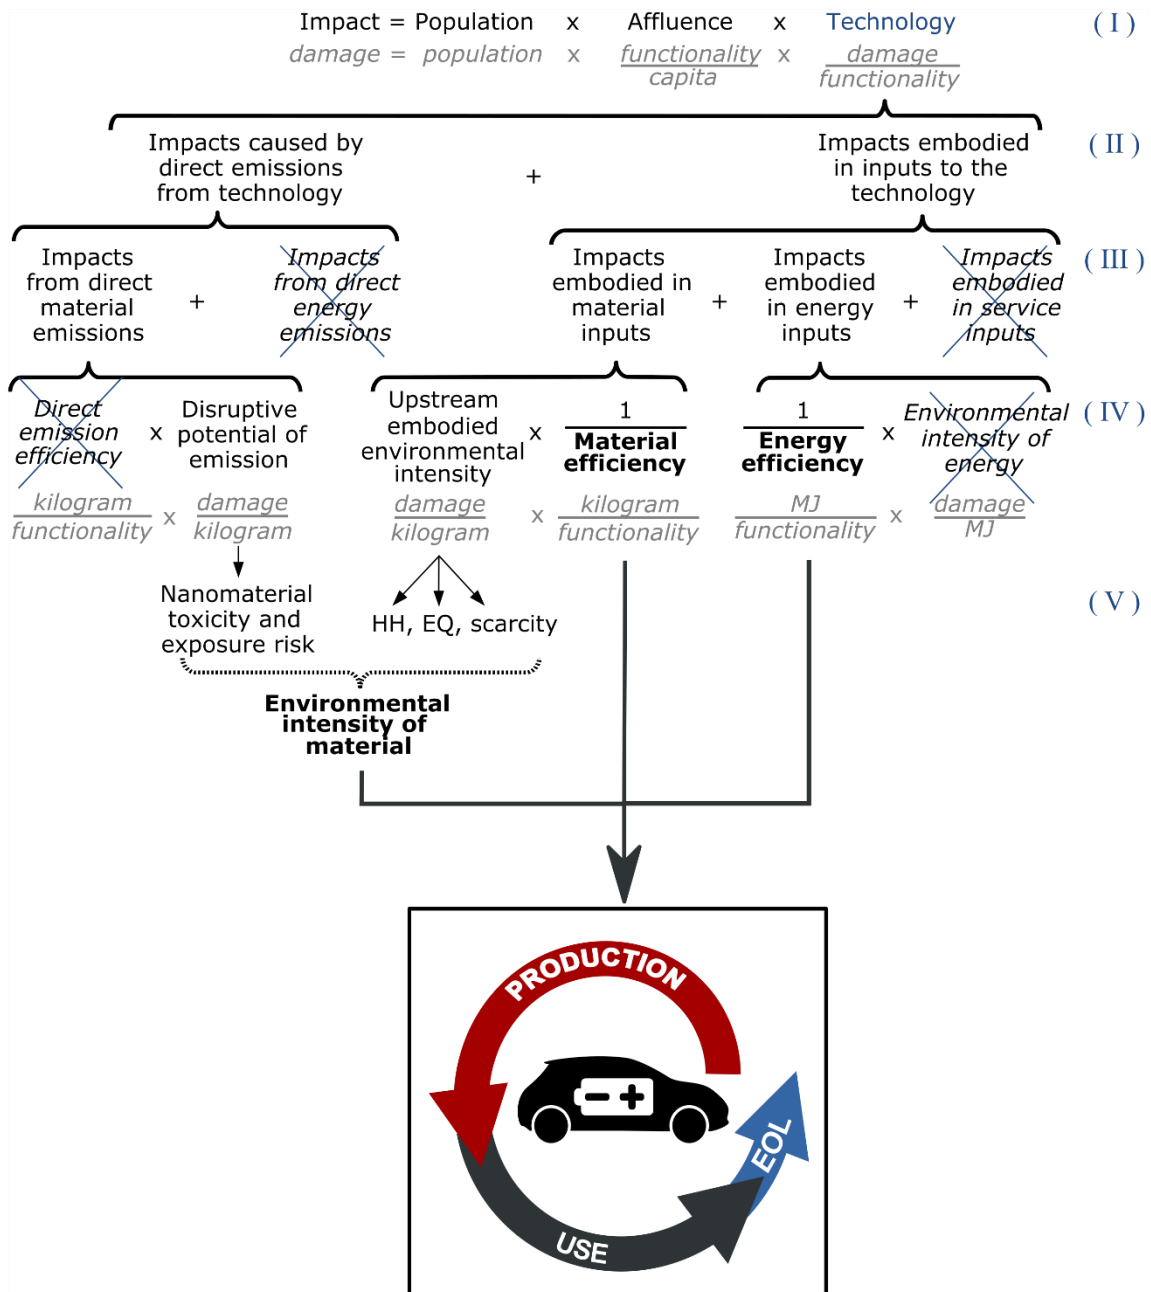 Impact = Population x Affluence x Technology ( I )
damage = population x functionality x damage
capita functionality
Impacts caused by
direct emissions
from technology
+
Impacts embodied
in inputs to the
technology
( II )
Impacts
from direct
material
emissions
+
Impacts
from direct
energy
emissions
Impacts
embodied in
material
inputs
+
Impacts
embodied
in energy
inputs
+
Impacts
embodied
in service
inputs
( III )
Direct
emission
efficiency
x
Disruptive
potential of
emission
Upstream
embodied
environmental
intensity
x
1
Material
efficiency
1
Energy
efficiency
x
Environmental
intensity of
energy
( IV )
kilogram
functionality
x
damage
kilogram
damage
kilogram
x
kilogram
functionality
MJ
functionality
x
damage
MJ
Nanomaterial
toxicity and
exposure risk
HH, EQ, scarcity
( V )
Environmental
intensity of
material
PRODUCTION
EOL
USE